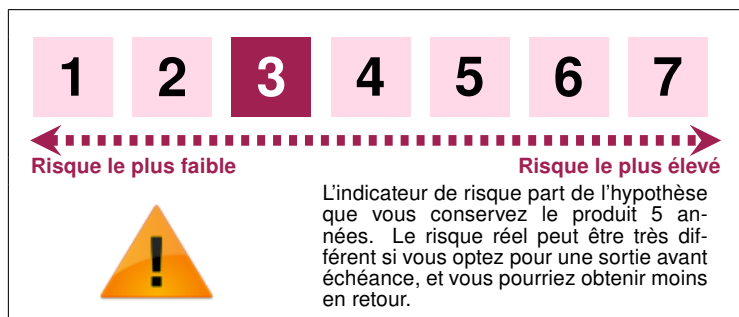 1 2 3 4 5 6 7
Risque le plus faible Risque le plus élevé
L'indicateur de risque part de l'hypothèse
que vous conservez le produit 5 an-
nées. Le risque réel peut être très dif-
férent si vous optez pour une sortie avant
échéance, et vous pourriez obtenir moins
en retour.